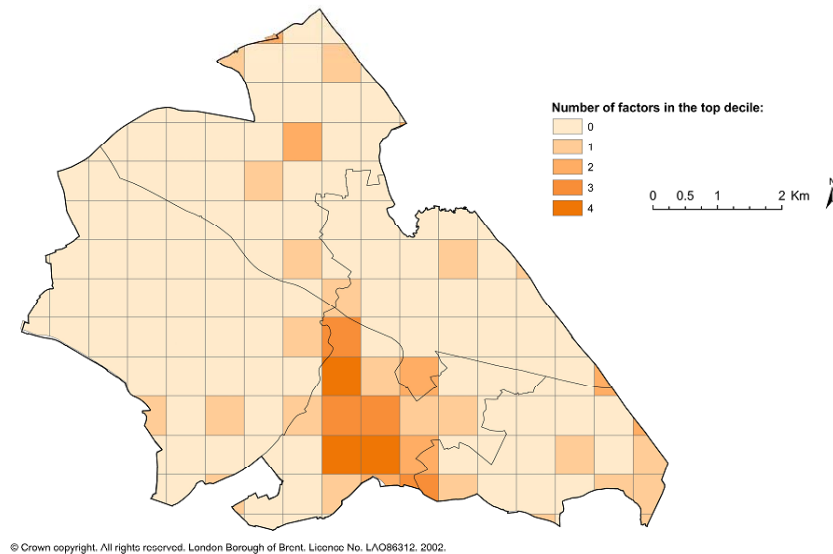 Number of factors in the top decile:
0
1
2
3
4
0 0.5 1 2 Km
N
© Crown copyright. All rights reserved. London Borough of Brent. Licence No. LAO86312. 2002.